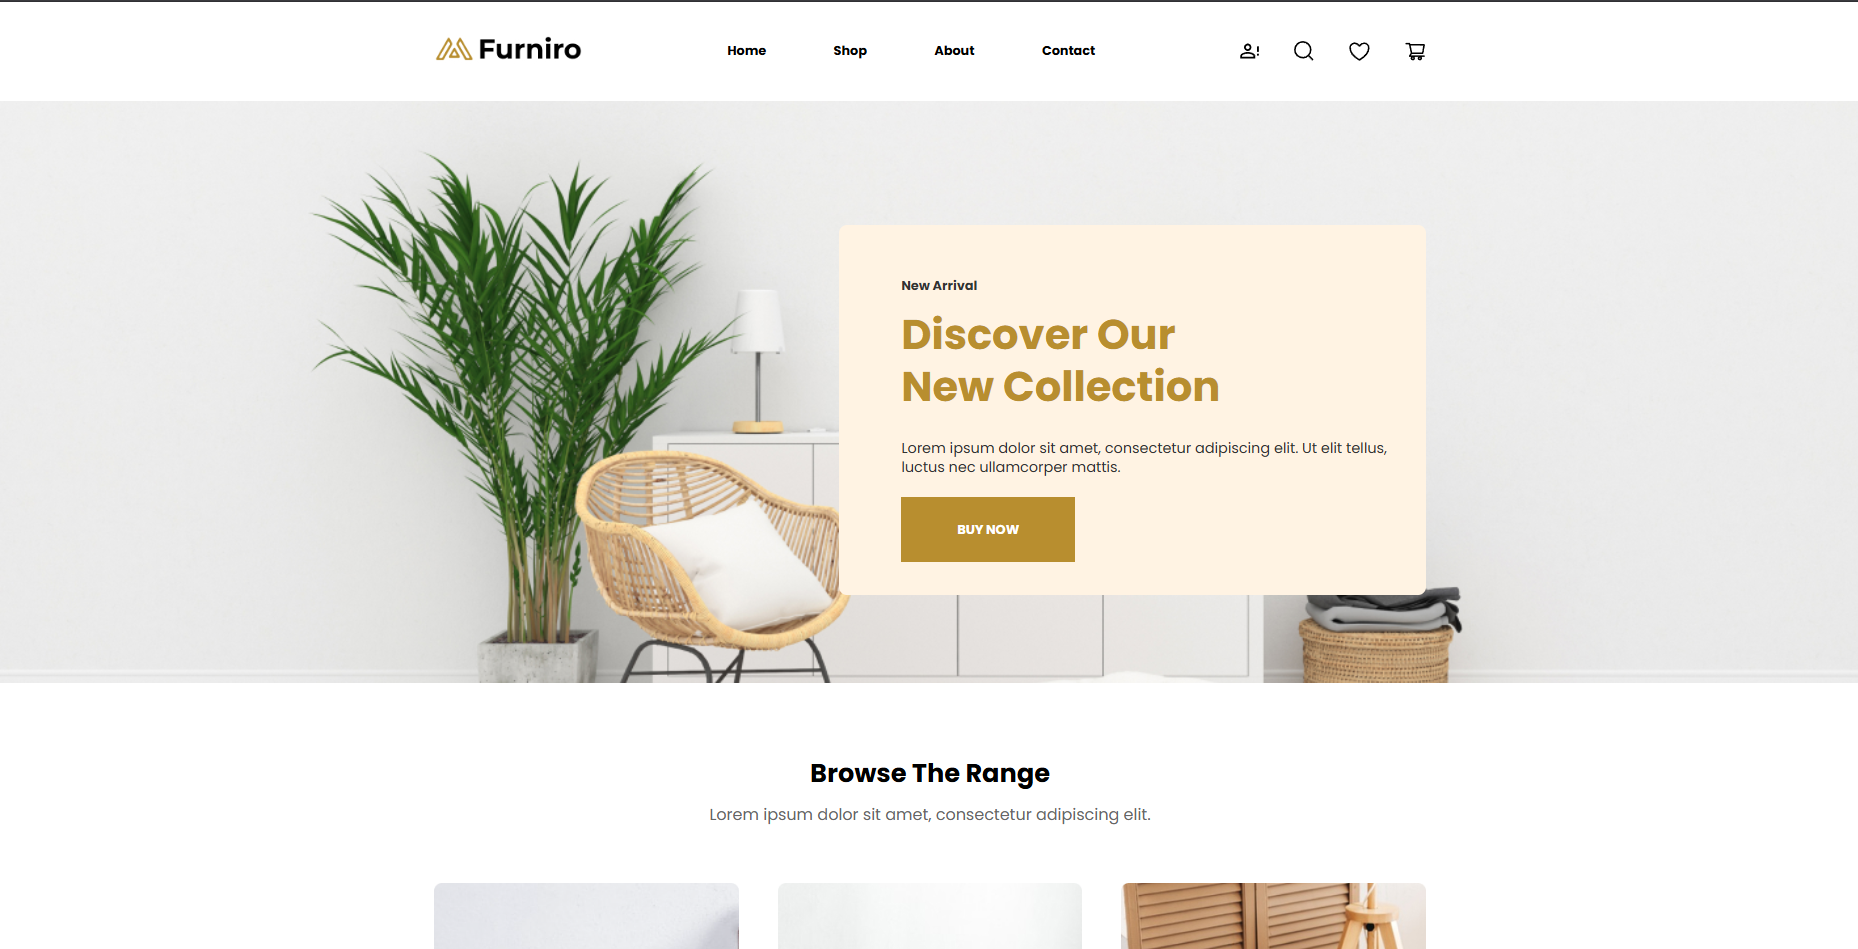 Furniro
Home
Shop
About
Contact
New Arrival
Discover Our
New Collection
Lorem ipsum dolor sit amet, consectetur adipiscing elit. Ut elit tellus,
luctus nec ullamcorper mattis.
BUY NOW
Browse The Range
Lorem ipsum dolor sit amet, consectetur adipiscing elit.